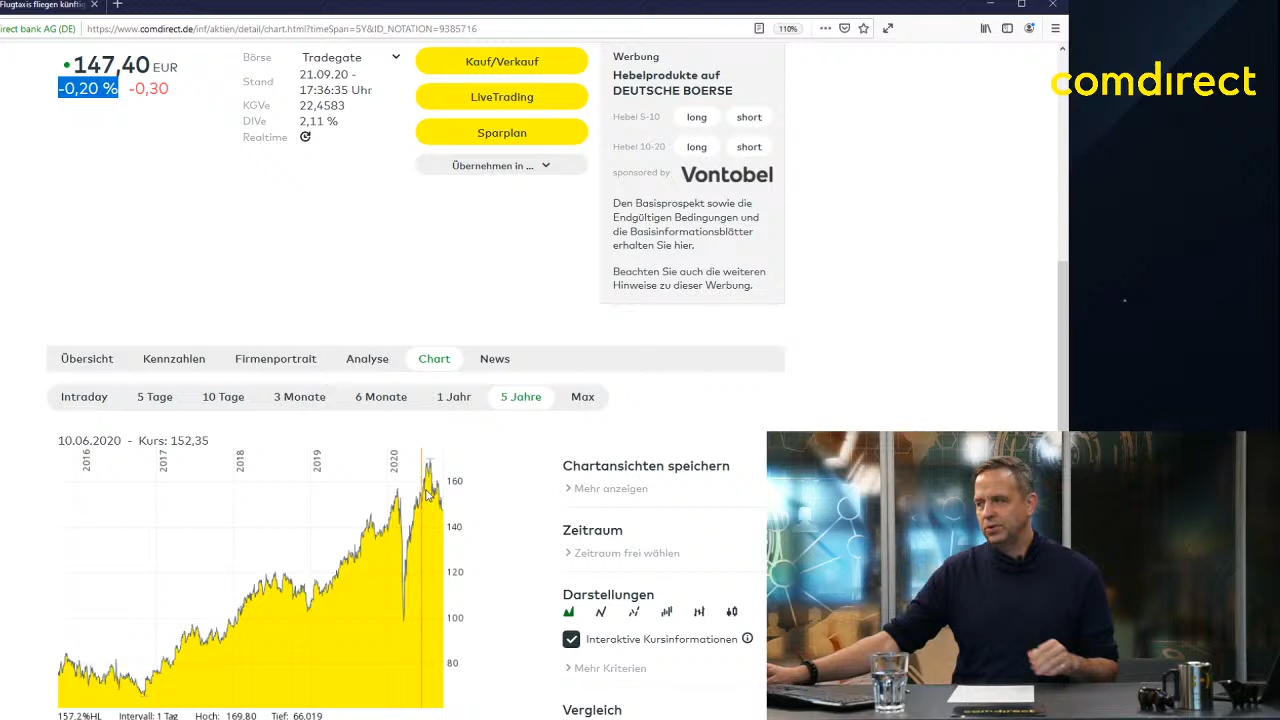 Flugtaxis fliegen künftig
irect bank AG (DE)
https://www.comdirect.de/inf/aktien/detail/chart.html?timeSpan=5Y&ID_NOTATION=9385716
110%
comdirect
147,40 EUR
-0,20 % -0,30
Börse Tradegate
Stand 21.09.20 -
17:36:35 Uhr
KGVe 22,4583
DIVe 2,11 %
Realtime
Kauf/Verkauf
LiveTrading
Sparplan
Übernehmen in ...
Werbung
Hebelprodukte auf
DEUTSCHE BOERSE
Hebel 5-10 long short
Hebel 10-20 long short
sponsored by Vontobel
Den Basisprospekt sowie die
Endgültigen Bedingungen und
die Basisinformationsblätter
erhalten Sie hier.
Beachten Sie auch die weiteren
Hinweise zu dieser Werbung.
Übersicht Kennzahlen Firmenportrait Analyse Chart News
Intraday 5 Tage 10 Tage 3 Monate 6 Monate 1 Jahr 5 Jahre Max
10.06.2020 - Kurs: 152,35
2016 2017 2018 2019 2020
160
140
120
100
80
157.2%HL Intervall: 1 Tag Hoch: 169.80 Tief: 66.019
Chartansichten speichern
Mehr anzeigen
Zeitraum
Zeitraum frei wählen
Darstellungen
Interaktive Kursinformationen
Mehr Kriterien
Vergleich
comdirect